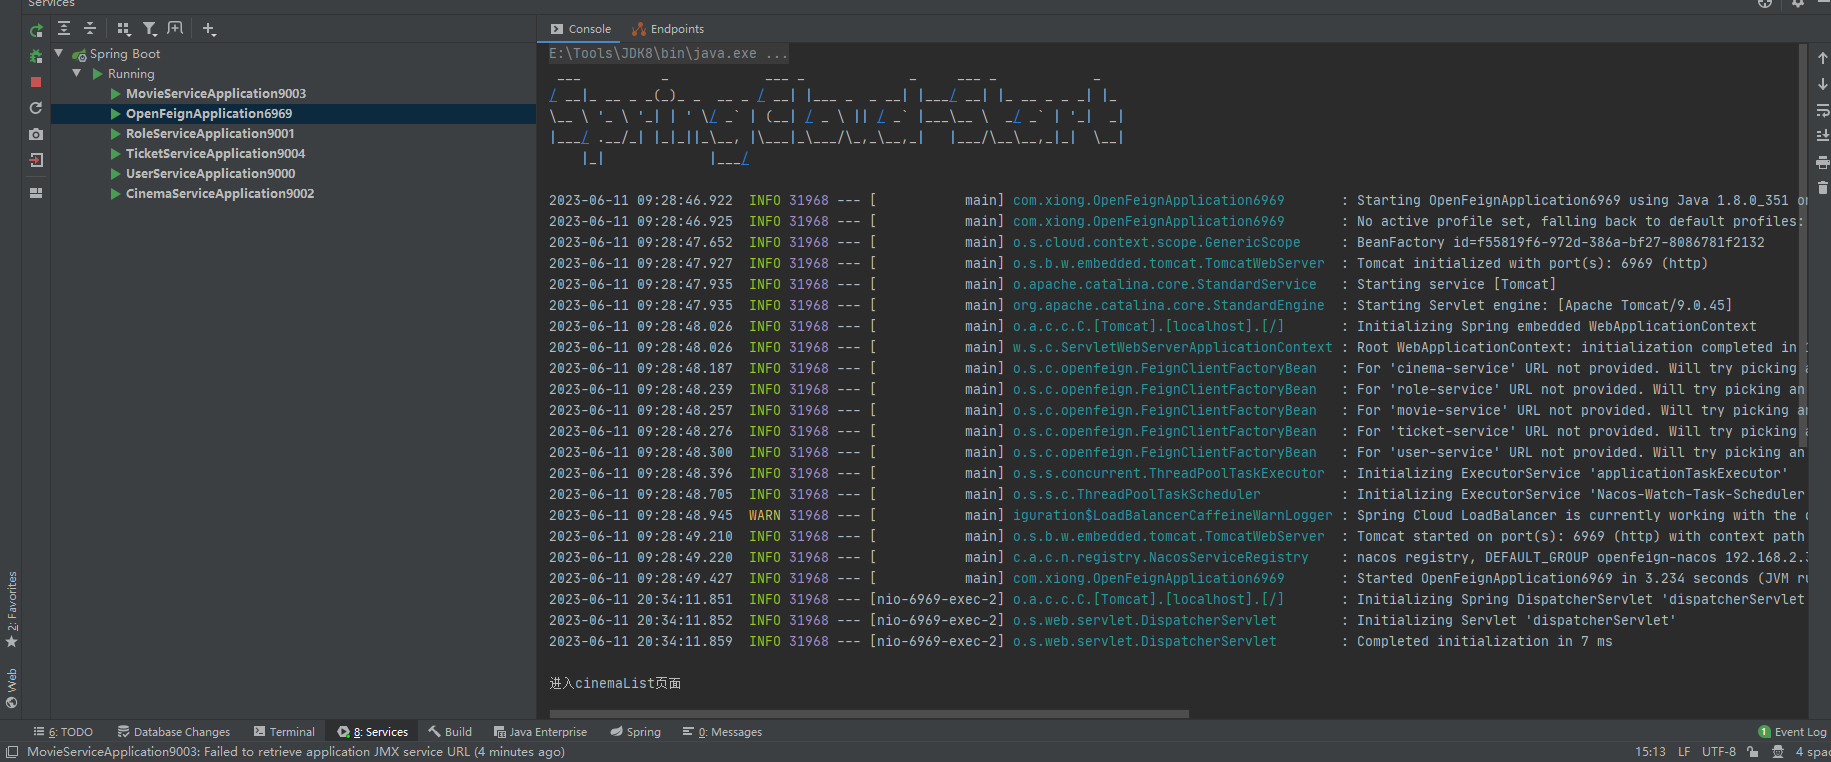 Services
Spring Boot
Running
MovieServiceApplication9003
OpenFeignApplication6969
RoleServiceApplication9001
TicketServiceApplication9004
UserServiceApplication9000
CinemaServiceApplication9002
Console
Endpoints
E:\Tools\JDK8\bin\java.exe ...
2023-06-11 09:28:46.922  INFO 31968 --- [           main] com.xiong.OpenFeignApplication6969       : Starting OpenFeignApplication6969 using Java 1.8.0_351 on
2023-06-11 09:28:46.925  INFO 31968 --- [           main] com.xiong.OpenFeignApplication6969       : No active profile set, falling back to default profiles:
2023-06-11 09:28:47.652  INFO 31968 --- [           main] o.s.cloud.context.scope.GenericScope     : BeanFactory id=f55819f6-972d-386a-bf27-8086781f2132
2023-06-11 09:28:47.927  INFO 31968 --- [           main] o.s.b.w.embedded.tomcat.TomcatWebServer  : Tomcat initialized with port(s): 6969 (http)
2023-06-11 09:28:47.935  INFO 31968 --- [           main] o.apache.catalina.core.StandardService   : Starting service [Tomcat]
2023-06-11 09:28:47.935  INFO 31968 --- [           main] org.apache.catalina.core.StandardEngine  : Starting Servlet engine: [Apache Tomcat/9.0.45]
2023-06-11 09:28:48.026  INFO 31968 --- [           main] o.a.c.c.C.[Tomcat].[localhost].[/]       : Initializing Spring embedded WebApplicationContext
2023-06-11 09:28:48.026  INFO 31968 --- [           main] w.s.c.ServletWebServerApplicationContext : Root WebApplicationContext: initialization completed in 1
2023-06-11 09:28:48.187  INFO 31968 --- [           main] o.s.c.openfeign.FeignClientFactoryBean   : For 'cinema-service' URL not provided. Will try picking a
2023-06-11 09:28:48.239  INFO 31968 --- [           main] o.s.c.openfeign.FeignClientFactoryBean   : For 'role-service' URL not provided. Will try picking an
2023-06-11 09:28:48.257  INFO 31968 --- [           main] o.s.c.openfeign.FeignClientFactoryBean   : For 'movie-service' URL not provided. Will try picking an
2023-06-11 09:28:48.276  INFO 31968 --- [           main] o.s.c.openfeign.FeignClientFactoryBean   : For 'ticket-service' URL not provided. Will try picking a
2023-06-11 09:28:48.300  INFO 31968 --- [           main] o.s.c.openfeign.FeignClientFactoryBean   : For 'user-service' URL not provided. Will try picking an
2023-06-11 09:28:48.396  INFO 31968 --- [           main] o.s.s.concurrent.ThreadPoolTaskExecutor  : Initializing ExecutorService 'applicationTaskExecutor'
2023-06-11 09:28:48.705  INFO 31968 --- [           main] o.s.s.c.ThreadPoolTaskScheduler          : Initializing ExecutorService 'Nacos-Watch-Task-Scheduler
2023-06-11 09:28:48.945  WARN 31968 --- [           main] iguration$LoadBalancerCaffeineWarnLogger : Spring Cloud LoadBalancer is currently working with the d
2023-06-11 09:28:49.210  INFO 31968 --- [           main] o.s.b.w.embedded.tomcat.TomcatWebServer  : Tomcat started on port(s): 6969 (http) with context path
2023-06-11 09:28:49.220  INFO 31968 --- [           main] c.a.c.n.registry.NacosServiceRegistry    : nacos registry, DEFAULT_GROUP openfeign-nacos 192.168.2.3
2023-06-11 09:28:49.427  INFO 31968 --- [           main] com.xiong.OpenFeignApplication6969       : Started OpenFeignApplication6969 in 3.234 seconds (JVM ru
2023-06-11 20:34:11.851  INFO 31968 --- [nio-6969-exec-2] o.a.c.c.C.[Tomcat].[localhost].[/]       : Initializing Spring DispatcherServlet 'dispatcherServlet
2023-06-11 20:34:11.852  INFO 31968 --- [nio-6969-exec-2] o.s.web.servlet.DispatcherServlet        : Initializing Servlet 'dispatcherServlet'
2023-06-11 20:34:11.859  INFO 31968 --- [nio-6969-exec-2] o.s.web.servlet.DispatcherServlet        : Completed initialization in 7 ms
进入cinemaList页面
2: Favorites
Web
6: TODO
Database Changes
Terminal
8: Services
Build
Java Enterprise
Spring
0: Messages
1 Event Log
MovieServiceApplication9003: Failed to retrieve application JMX service URL (4 minutes ago)
15:13 LF UTF-8 4 spac